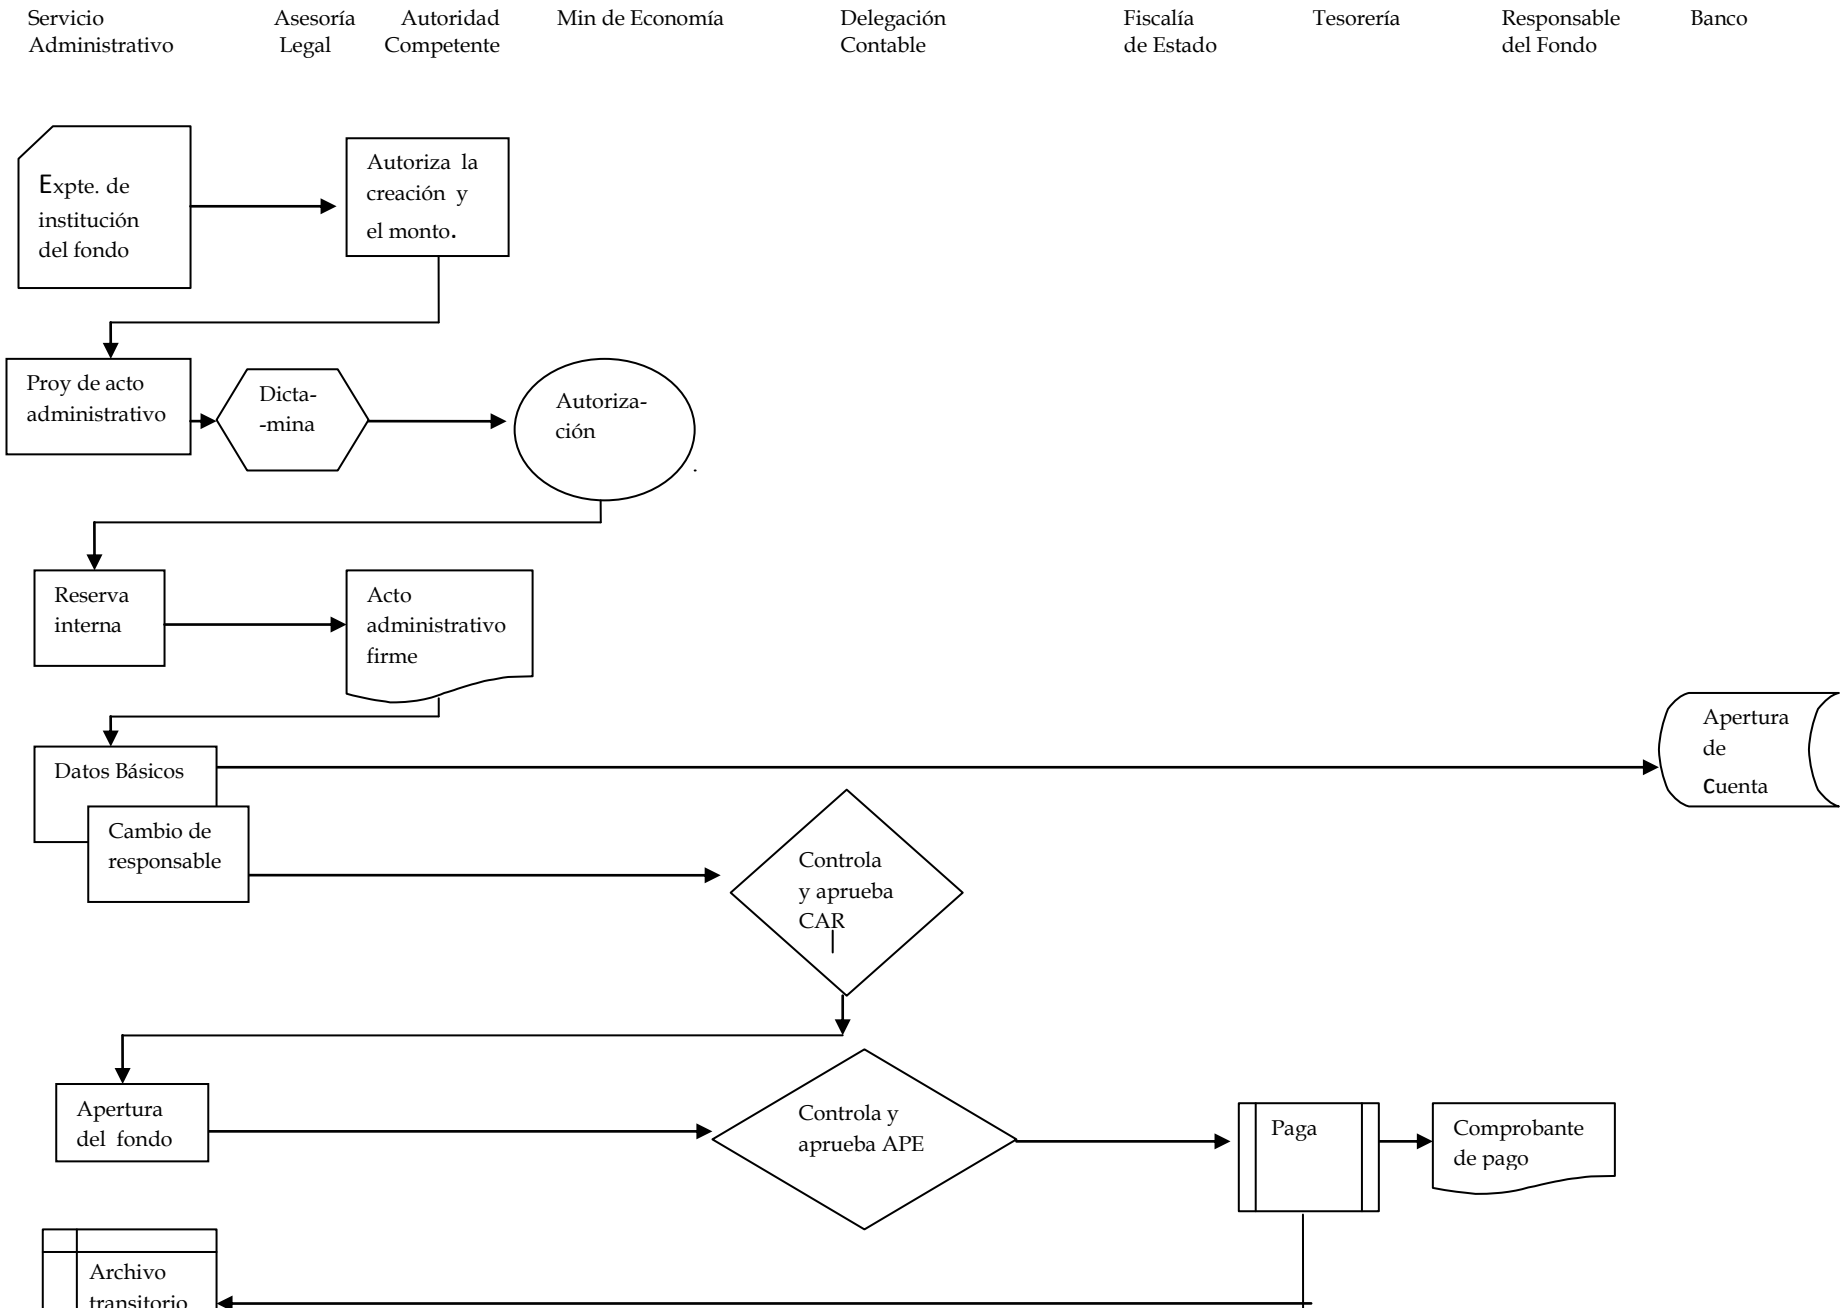 Servicio
Administrativo
Asesoría
Legal
Autoridad
Competente
Min de Economía
Delegación
Contable
Fiscalía
de Estado
Tesorería
Responsable
del Fondo
Banco
Expte. de
institución
del fondo
Autoriza la
creación y
el monto.
Proy de acto
administrativo
Dicta-
-mina
Autoriza-
ción
.
Reserva
interna
Acto
administrativo
firme
Datos Básicos
Apertura
de
Cuenta
Cambio de
responsable
Controla
y aprueba
CAR
Apertura
del fondo
Controla y
aprueba APE
Paga
Comprobante
de pago
Archivo
transitorio